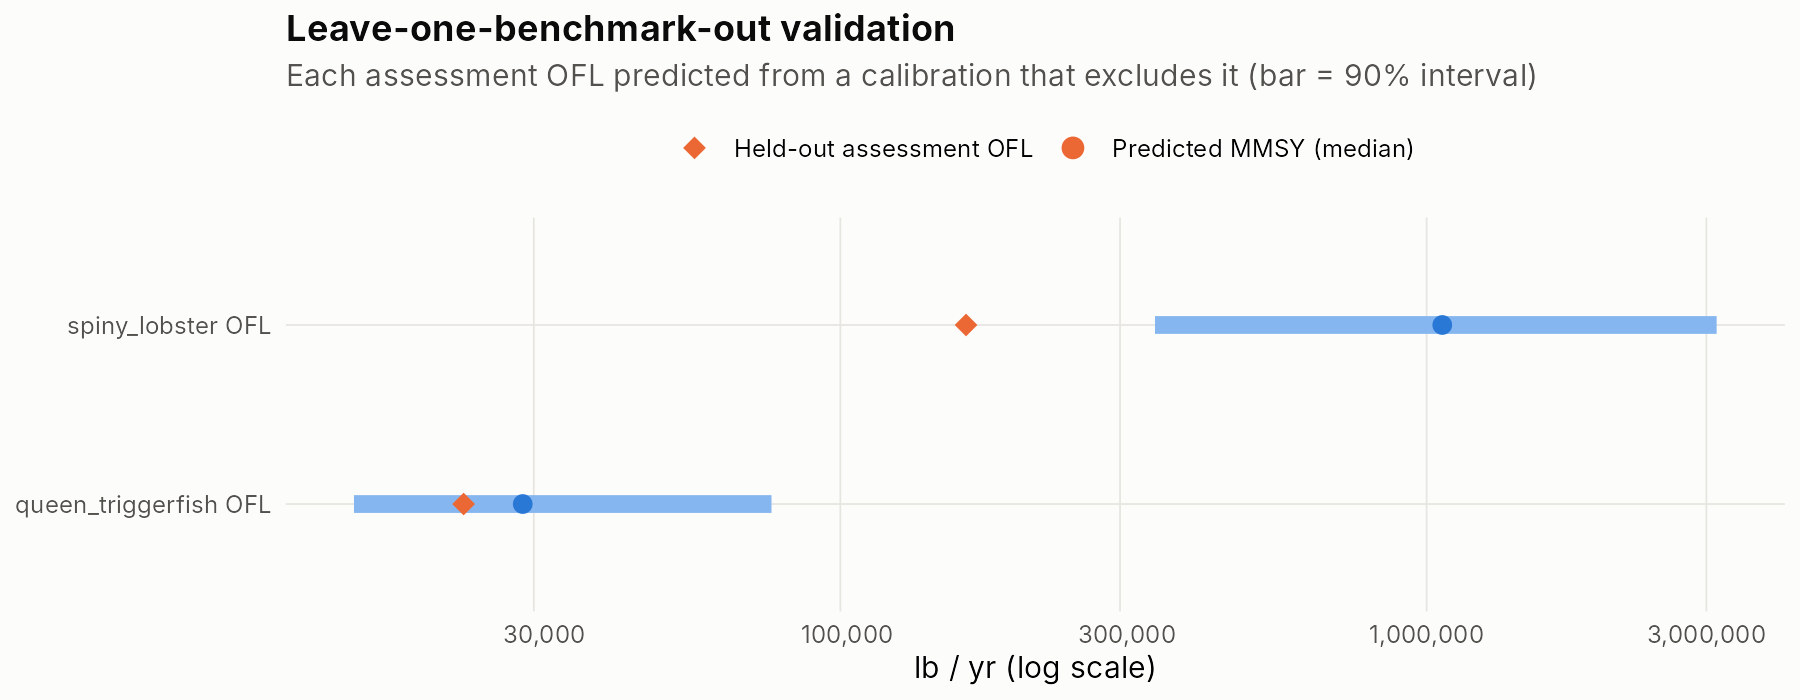 Leave-one-benchmark-out validation
Each assessment OFL predicted from a calibration that excludes it (bar = 90% interval)
Held-out assessment OFL
Predicted MMSY (median)
spiny_lobster OFL
queen_triggerfish OFL
30,000
100,000
300,000
1,000,000
3,000,000
lb / yr (log scale)